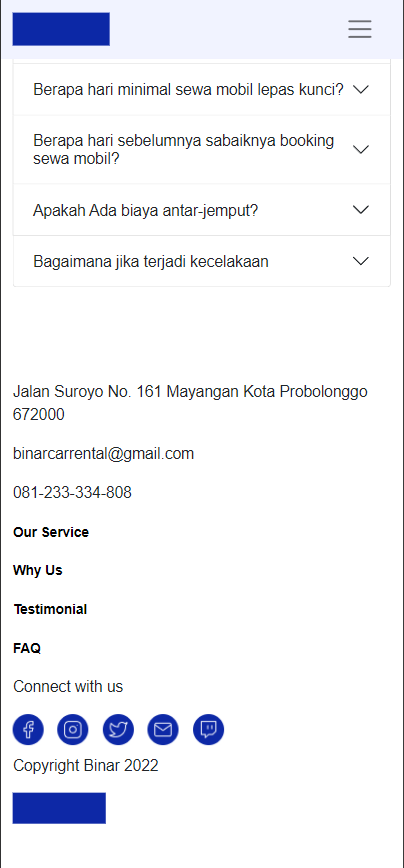 Berapa hari minimal sewa mobil lepas kunci?
Berapa hari sebelumnya sabaiknya booking
sewa mobil?
Apakah Ada biaya antar-jemput?
Bagaimana jika terjadi kecelakaan
Jalan Suroyo No. 161 Mayangan Kota Probolonggo
672000
binarcarrental@gmail.com
081-233-334-808
Our Service
Why Us
Testimonial
FAQ
Connect with us
Copyright Binar 2022